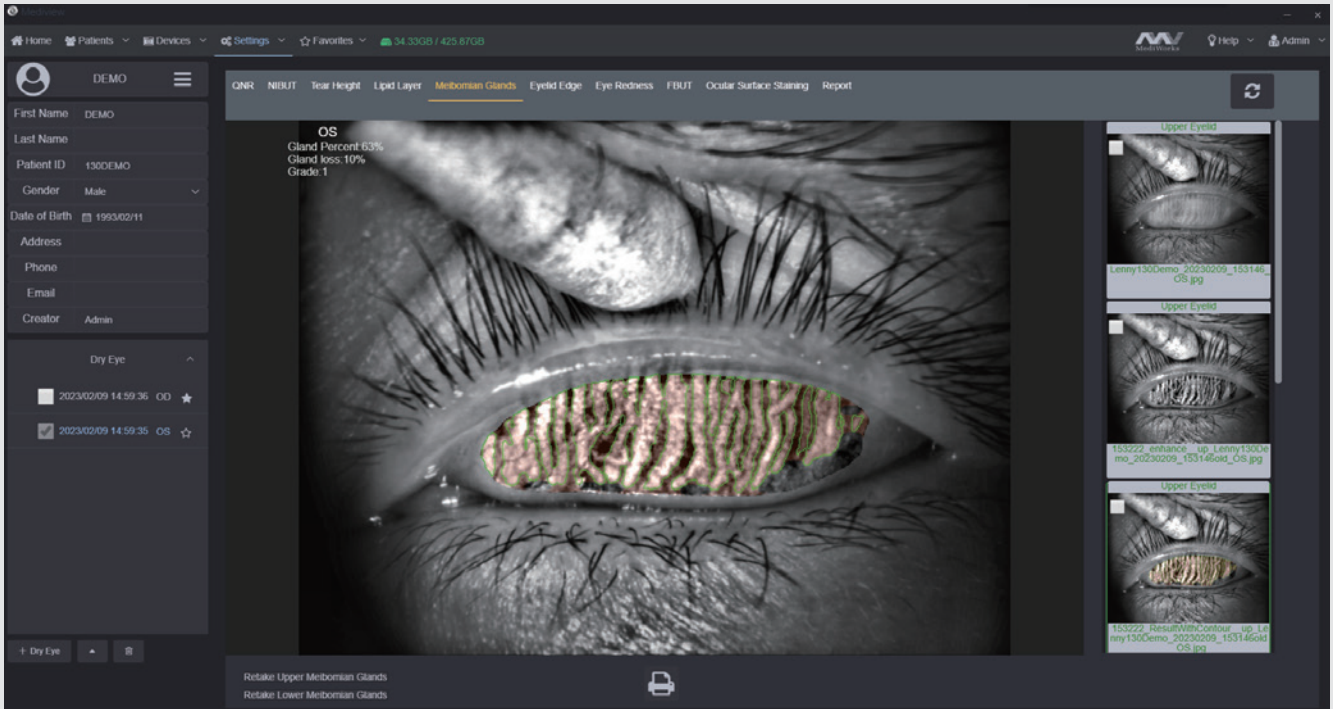 Mediview
Home Patients Devices Settings Favorites 34.33GB / 425.87GB MediWorks Help Admin
DEMO
First Name DEMO
Last Name
Patient ID 130DEMO
Gender Male
Date of Birth 1993/02/11
Address
Phone
Email
Creator Admin
Dry Eye
2023/02/09 14:59:36 OD
2023/02/09 14:59:35 OS
+ Dry Eye
QNR NIBUT Tear Height Lipid Layer Meibomian Glands Eyelid Edge Eye Redness FBUT Ocular Surface Staining Report
OS
Gland Percent:63%
Gland loss:10%
Grade:1
Upper Eyelid
Lenny130Demo_20230209_153146_
OS.jpg
Upper Eyelid
153222_enhance__up_Lenny130De
mo_20230209_153146old_OS.jpg
Upper Eyelid
153222_ResultWithContour__up_Le
nny130Demo_20230209_153146old
OS.jpg
Retake Upper Meibomian Glands
Retake Lower Meibomian Glands